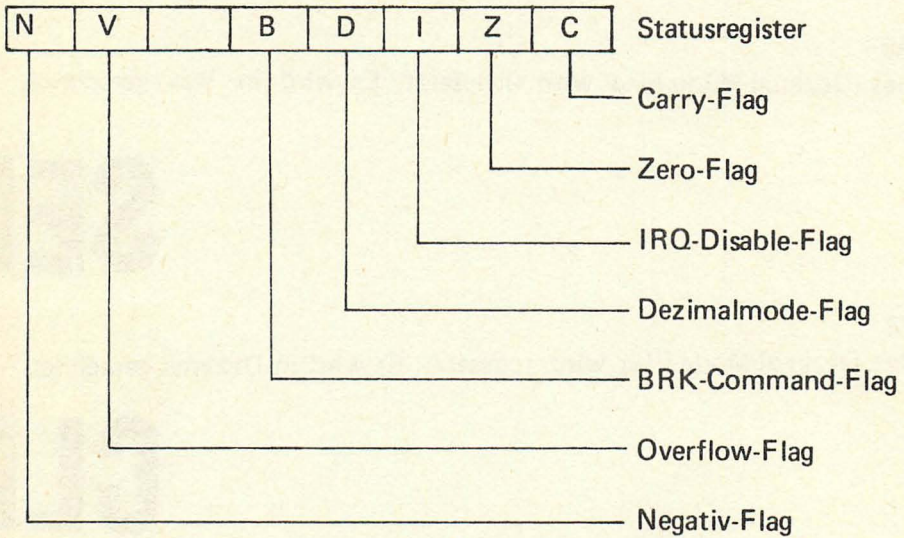 N V B D I Z C Statusregister
Carry-Flag
Zero-Flag
IRQ-Disable-Flag
Dezimalmode-Flag
BRK-Command-Flag
Overflow-Flag
Negativ-Flag